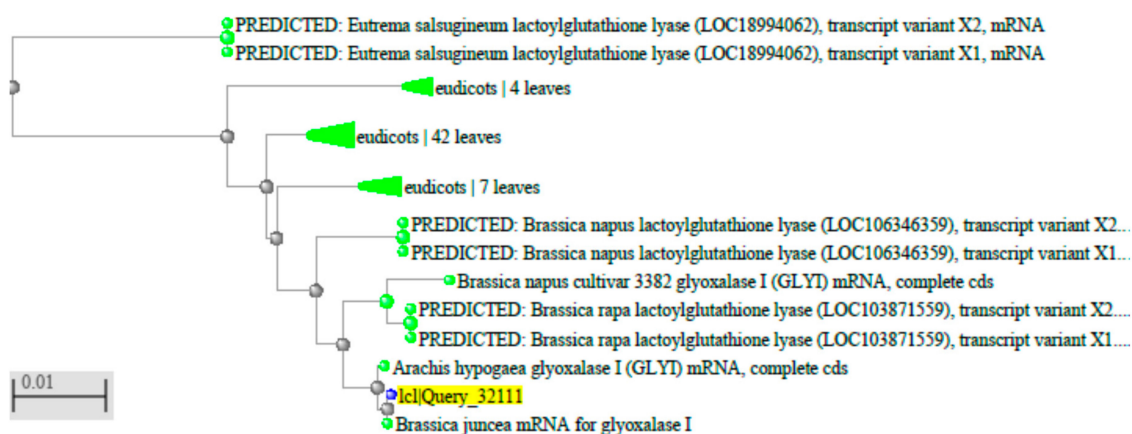 PREDICTED: Eutrema salsugineum lactoylglutathione lyase (LOC18994062), transcript variant X2, mRNA
PREDICTED: Eutrema salsugineum lactoylglutathione lyase (LOC18994062), transcript variant X1, mRNA
eudicots | 4 leaves
eudicots | 42 leaves
eudicots | 7 leaves
PREDICTED: Brassica napus lactoylglutathione lyase (LOC106346359), transcript variant X2...
PREDICTED: Brassica napus lactoylglutathione lyase (LOC106346359), transcript variant X1...
Brassica napus cultivar 3382 glyoxalase I (GLYI) mRNA, complete cds
PREDICTED: Brassica rapa lactoylglutathione lyase (LOC103871559), transcript variant X2....
PREDICTED: Brassica rapa lactoylglutathione lyase (LOC103871559), transcript variant X1....
Arachis hypogaea glyoxalase I (GLYI) mRNA, complete cds
0.01
lcl|Query_32111
Brassica juncea mRNA for glyoxalase I